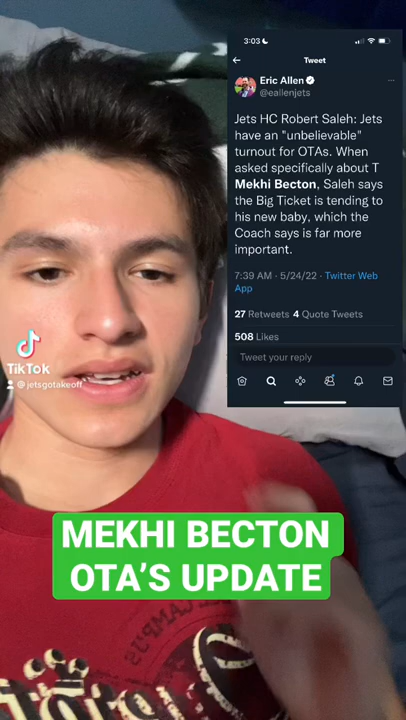 3:03
Tweet
Eric Allen
@eallenjets
Jets HC Robert Saleh: Jets
have an "unbelievable"
turnout for OTAs. When
asked specifically about T
Mekhi Becton, Saleh says
the Big Ticket is tending to
his new baby, which the
Coach says is far more
important.
7:39 AM · 5/24/22 · Twitter Web
App
27 Retweets 4 Quote Tweets
508 Likes
Tweet your reply
TikTok
@jetsgotakeoff
MEKHI BECTON
OTA'S UPDATE